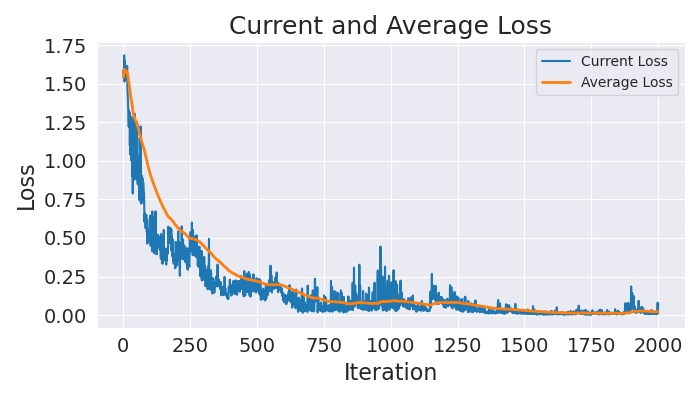 Current and Average Loss
1.75
1.50
1.25
1.00
0.75
0.50
0.25
0.00
Loss
Current Loss
Average Loss
0 250 500 750 1000 1250 1500 1750 2000
Iteration